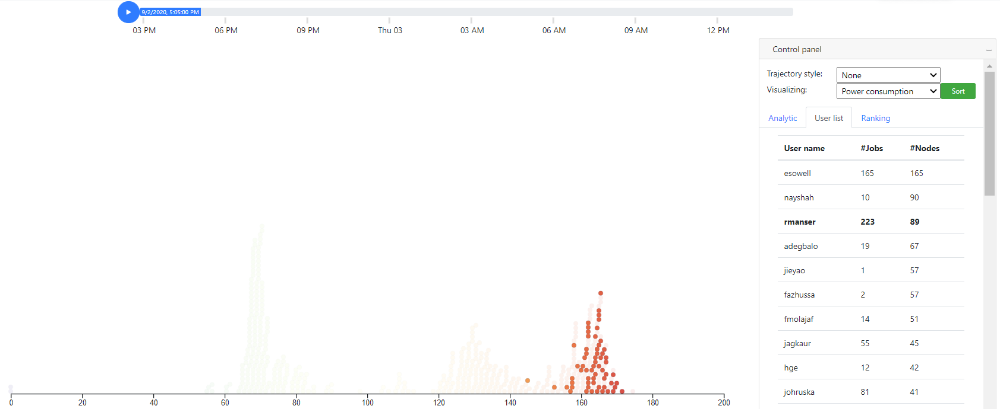 9/2/2020, 5:05:00 PM
03 PM 06 PM 09 PM Thu 03 03 AM 06 AM 09 AM 12 PM
Control panel
Trajectory style: None
Visualizing: Power consumption Sort
Analytic User list Ranking
User name #Jobs #Nodes
esowell 165 165
nayshah 10 90
rmanser 223 89
adegbalo 19 67
jieyao 1 57
fazhussa 2 57
fmolajaf 14 51
jagkaur 55 45
hge 12 42
johruska 81 41
0 20 40 60 80 100 120 140 160 180 200